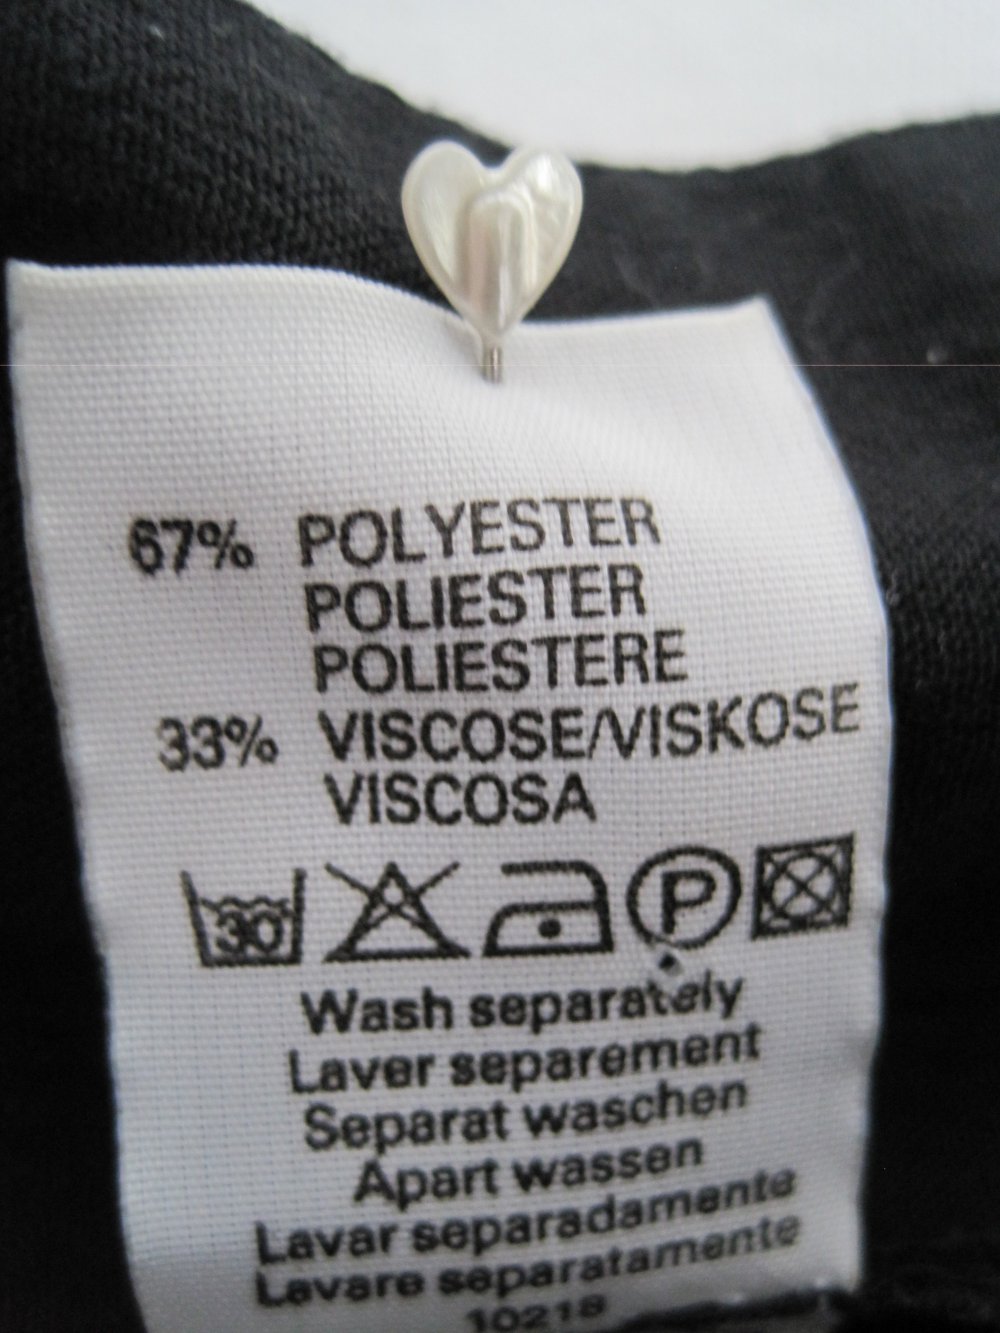 67% POLYESTER
POLIESTER
POLIESTERE
33% VISCOSE/VISKOSE
VISCOSA
30 P
Wash separately
Laver separement
Separat waschen
Apart wassen
Lavar separadamente
Lavare separatamente
10218